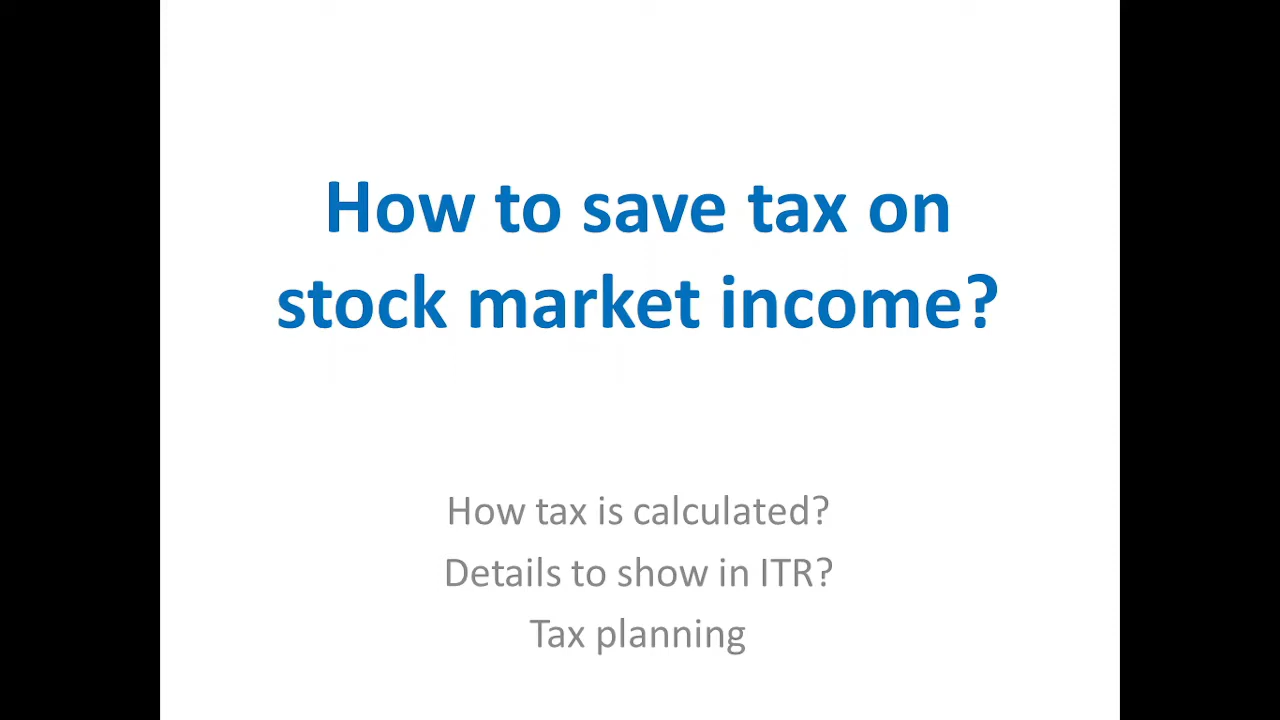 How to save tax on
stock market income?
How tax is calculated?
Details to show in ITR?
Tax planning